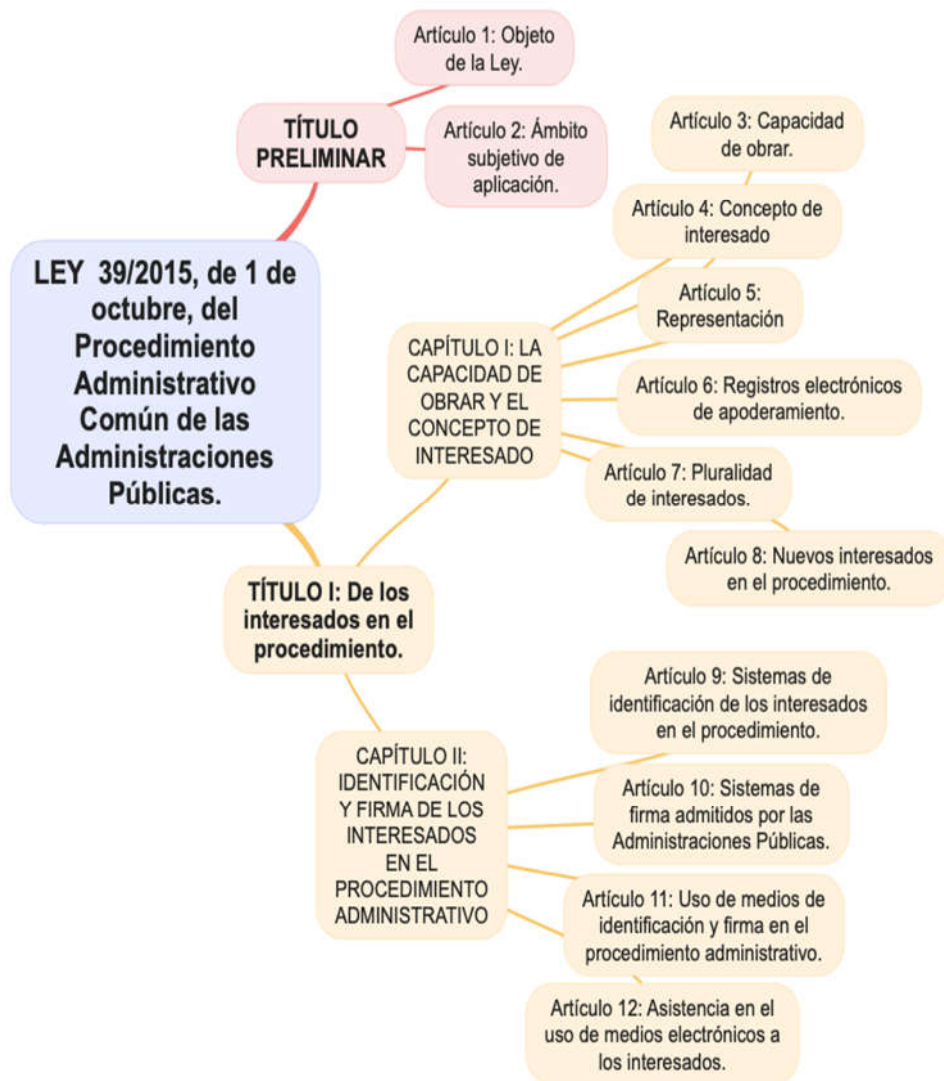 LEY 39/2015, de 1 de
octubre, del
Procedimiento
Administrativo
Común de las
Administraciones
Públicas.
TÍTULO
PRELIMINAR
Artículo 1: Objeto
de la Ley.
Artículo 2: Ámbito
subjetivo de
aplicación.
TÍTULO I: De los
interesados en el
procedimiento.
CAPÍTULO I: LA
CAPACIDAD DE
OBRAR Y EL
CONCEPTO DE
INTERESADO
Artículo 3: Capacidad
de obrar.
Artículo 4: Concepto de
interesado
Artículo 5:
Representación
Artículo 6: Registros electrónicos
de apoderamiento.
Artículo 7: Pluralidad
de interesados.
Artículo 8: Nuevos interesados
en el procedimiento.
CAPÍTULO II:
IDENTIFICACIÓN
Y FIRMA DE LOS
INTERESADOS
EN EL
PROCEDIMIENTO
ADMINISTRATIVO
Artículo 9: Sistemas de
identificación de los interesados
en el procedimiento.
Artículo 10: Sistemas de
firma admitidos por las
Administraciones Públicas.
Artículo 11: Uso de medios de
identificación y firma en el
procedimiento administrativo.
Artículo 12: Asistencia en el
uso de medios electrónicos a
los interesados.